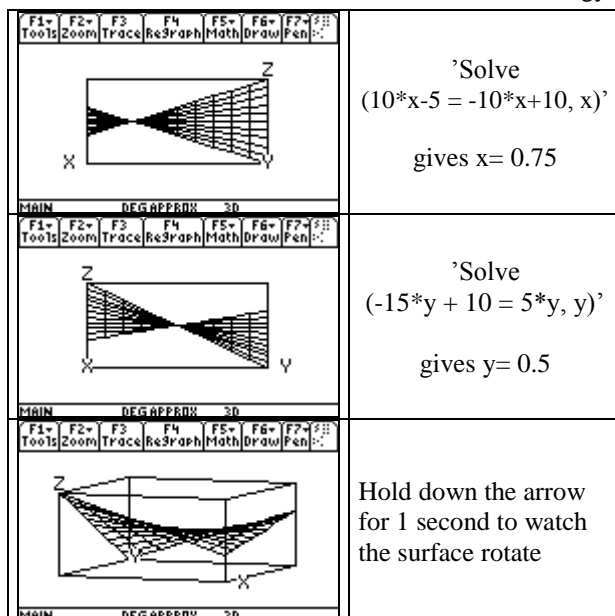 gy
F1▾ F2▾ F3 F4 F5▾ F6▾ F7▾
Tools Zoom Trace ReGraph Math Draw Pen
Z
X
Y
MAIN DEG APPROX 3D
’Solve
(10*x-5 = -10*x+10, x)’
gives x= 0.75
F1▾ F2▾ F3 F4 F5▾ F6▾ F7▾
Tools Zoom Trace ReGraph Math Draw Pen
Z
X
Y
MAIN DEG APPROX 3D
’Solve
(-15*y + 10 = 5*y, y)’
gives y= 0.5
F1▾ F2▾ F3 F4 F5▾ F6▾ F7▾
Tools Zoom Trace ReGraph Math Draw Pen
Z
Y
X
MAIN DEG APPROX 3D
Hold down the arrow
for 1 second to watch
the surface rotate